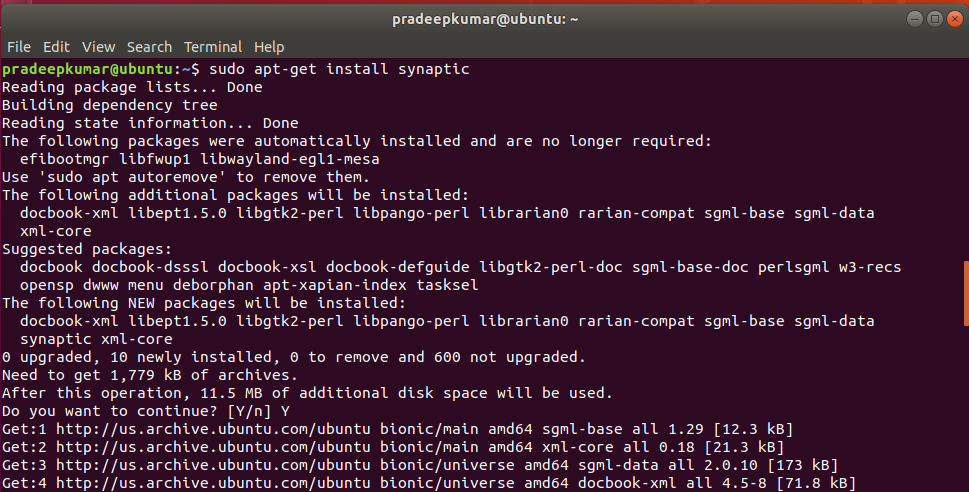 pradeepkumar@ubuntu: ~
File Edit View Search Terminal Help
pradeepkumar@ubuntu:~$ sudo apt-get install synaptic
Reading package lists... Done
Building dependency tree
Reading state information... Done
The following packages were automatically installed and are no longer required:
  efibootmgr libfwup1 libwayland-egl1-mesa
Use 'sudo apt autoremove' to remove them.
The following additional packages will be installed:
  docbook-xml libept1.5.0 libgtk2-perl libpango-perl librarian0 rarian-compat sgml-base sgml-data
  xml-core
Suggested packages:
  docbook docbook-dsssl docbook-xsl docbook-defguide libgtk2-perl-doc sgml-base-doc perlsgml w3-recs
  opensp dwww menu deborphan apt-xapian-index tasksel
The following NEW packages will be installed:
  docbook-xml libept1.5.0 libgtk2-perl libpango-perl librarian0 rarian-compat sgml-base sgml-data
  synaptic xml-core
0 upgraded, 10 newly installed, 0 to remove and 600 not upgraded.
Need to get 1,779 kB of archives.
After this operation, 11.5 MB of additional disk space will be used.
Do you want to continue? [Y/n] Y
Get:1 http://us.archive.ubuntu.com/ubuntu bionic/main amd64 sgml-base all 1.29 [12.3 kB]
Get:2 http://us.archive.ubuntu.com/ubuntu bionic/main amd64 xml-core all 0.18 [21.3 kB]
Get:3 http://us.archive.ubuntu.com/ubuntu bionic/universe amd64 sgml-data all 2.0.10 [173 kB]
Get:4 http://us.archive.ubuntu.com/ubuntu bionic/universe amd64 docbook-xml all 4.5-8 [71.8 kB]